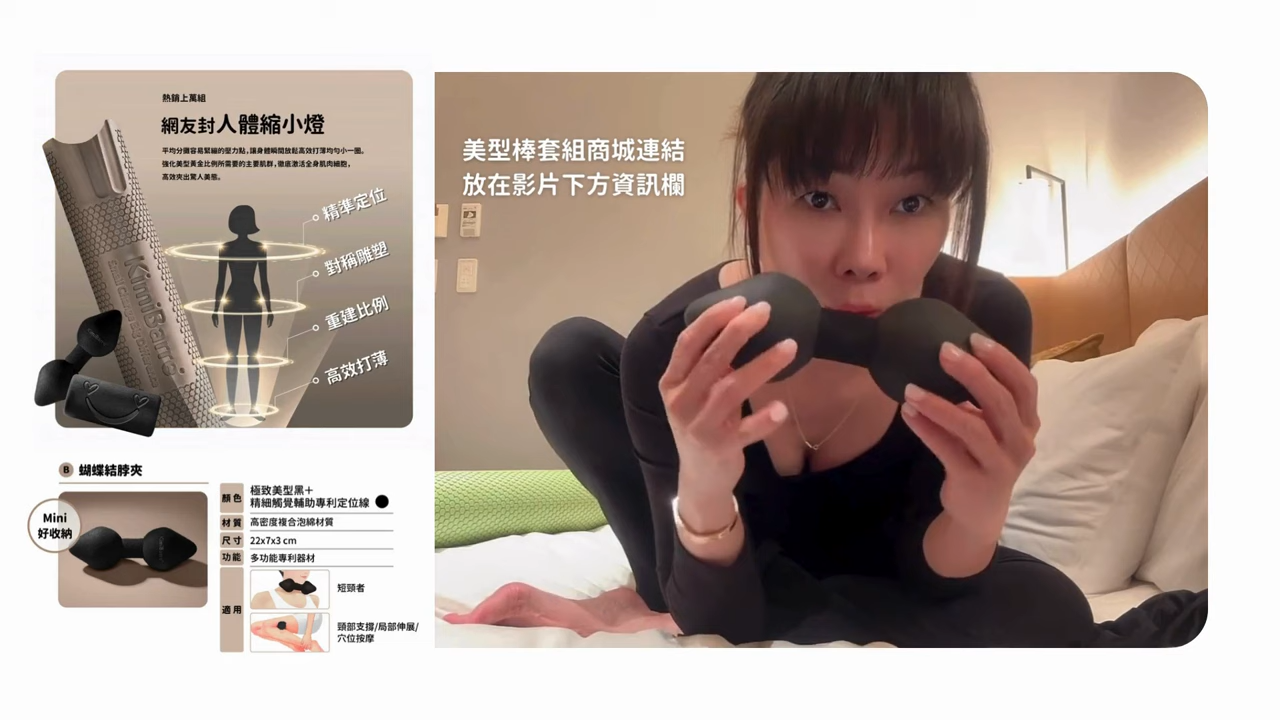 熱銷上萬組
網友封人體縮小燈
平均分攤容易緊繃的壓力點，讓身體瞬間放鬆高效打薄均勻小一圈。
強化美型黃金比例所需要的主要肌群，徹底激活全身肌肉細胞，
高效夾出驚人美態。
精準定位
對稱雕塑
重建比例
高效打薄
KimiBarre
B 蝴蝶結脖夾
Mini
好收納
顏色
極致美型黑＋
精細觸覺輔助專利定位線
材質
高密度複合泡綿材質
尺寸
22x7x3 cm
功能
多功能專利器材
適用
短頸者
頸部支撐/局部伸展/
穴位按摩
美型棒套組商城連結
放在影片下方資訊欄